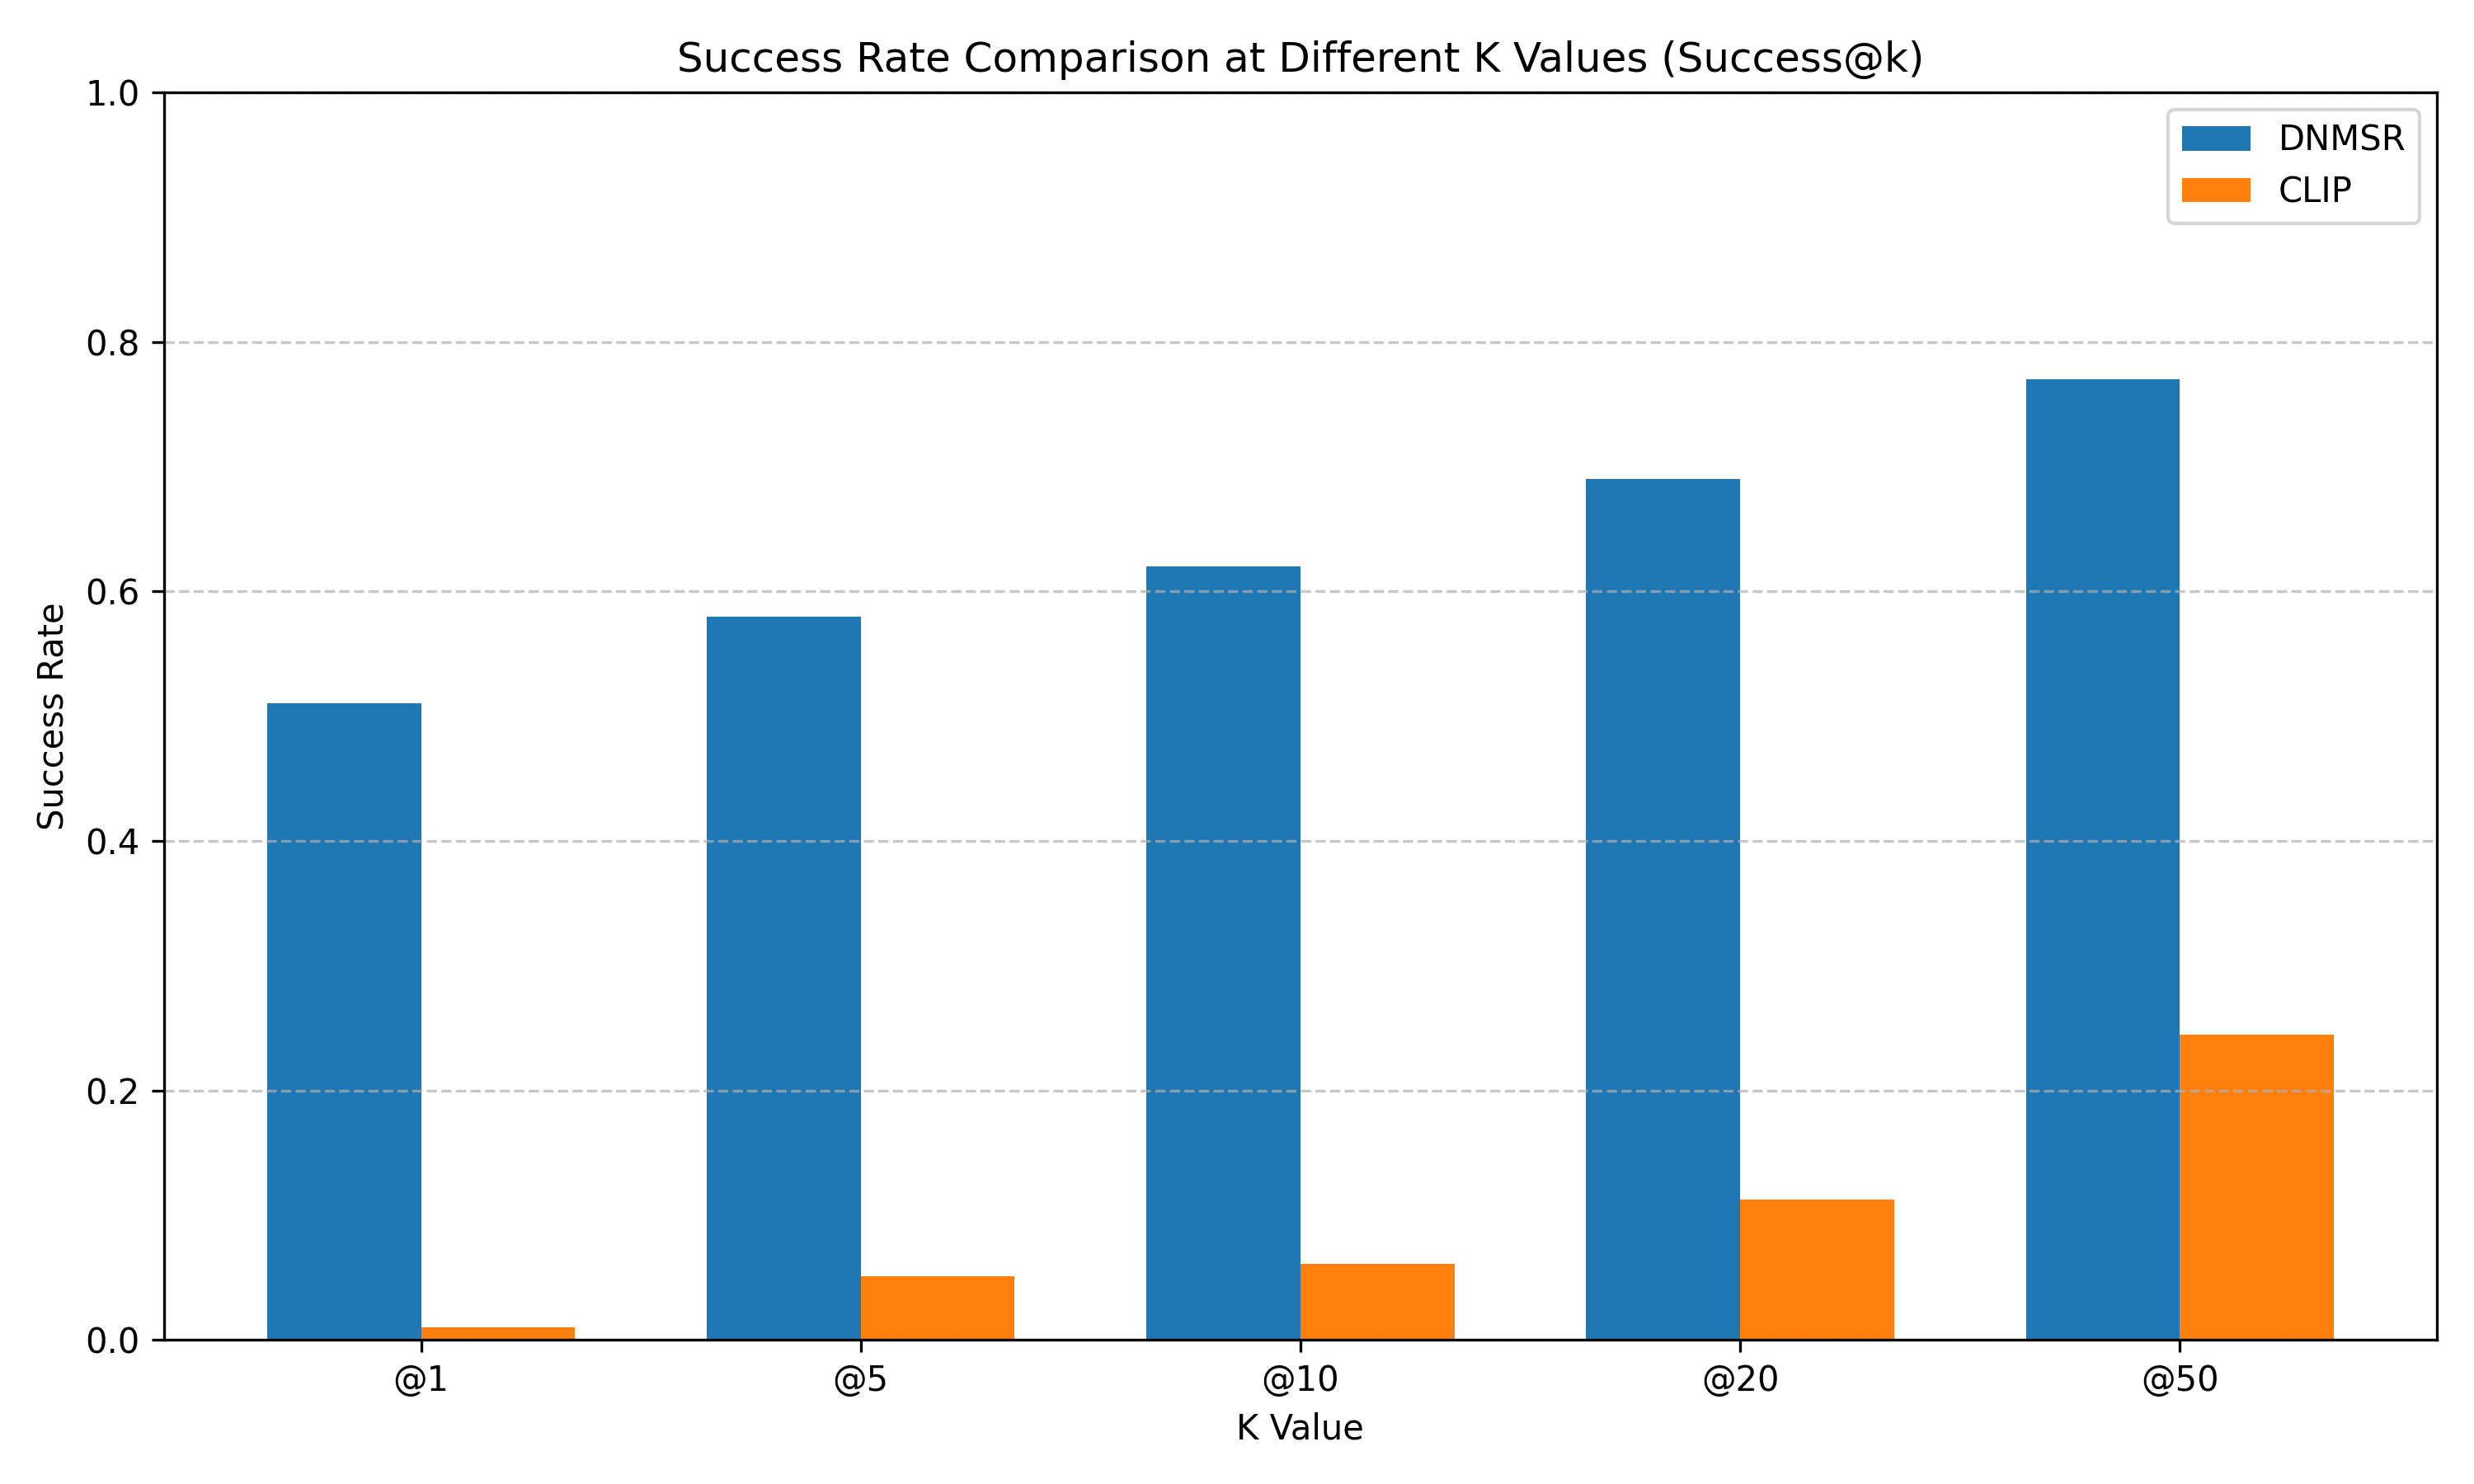 Success Rate Comparison at Different K Values (Success@k)
DNMSR
CLIP
1.0
0.8
0.6
0.4
0.2
0.0
Success Rate
@1
@5
@10
@20
@50
K Value